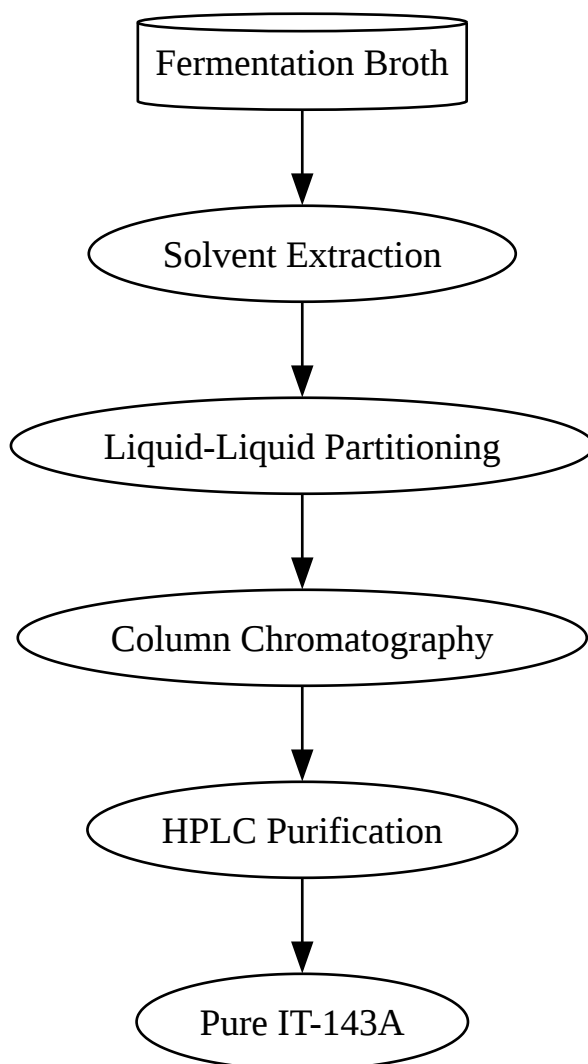 Fermentation Broth
Solvent Extraction
Liquid-Liquid Partitioning
Column Chromatography
HPLC Purification
Pure IT-143A